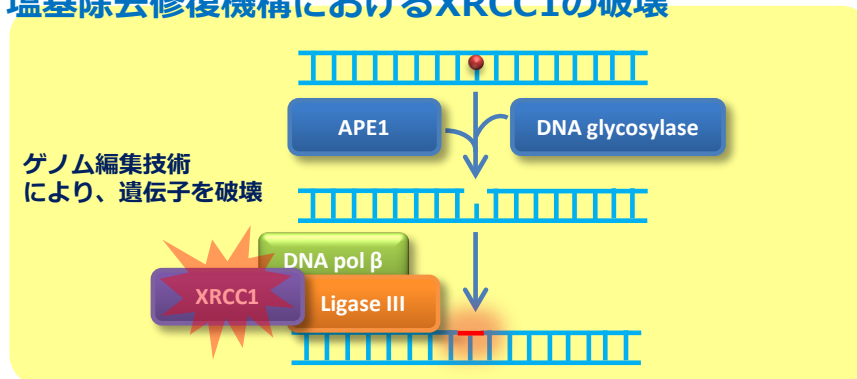 塩基除去修復機構におけるXRCC1の破壊
APE1
DNA glycosylase
ゲノム編集技術
により、遺伝子を破壊
DNA pol β
XRCC1
Ligase III